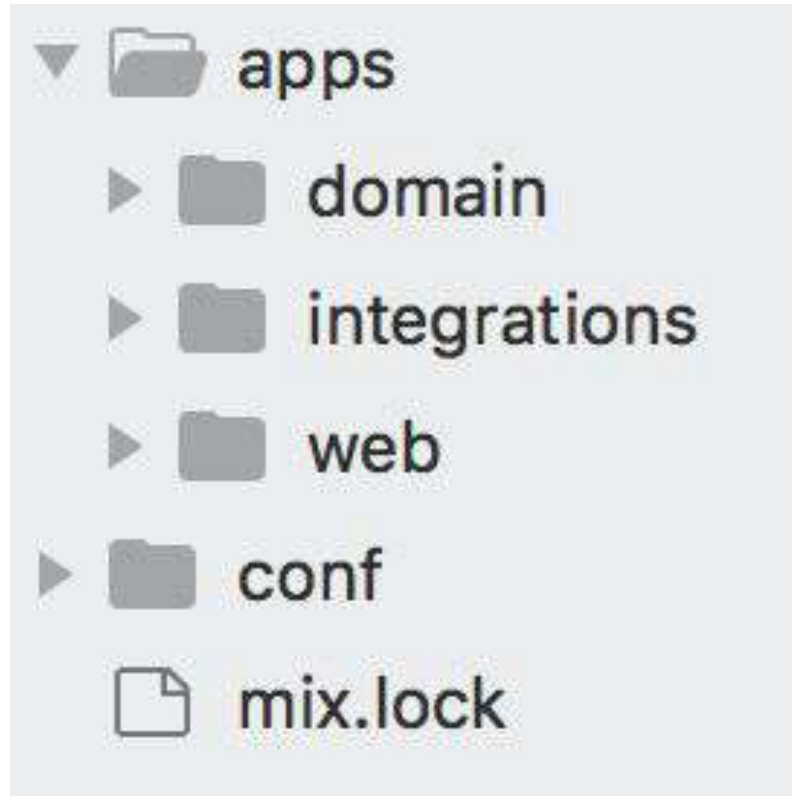 apps
domain
integrations
web
conf
mix.lock